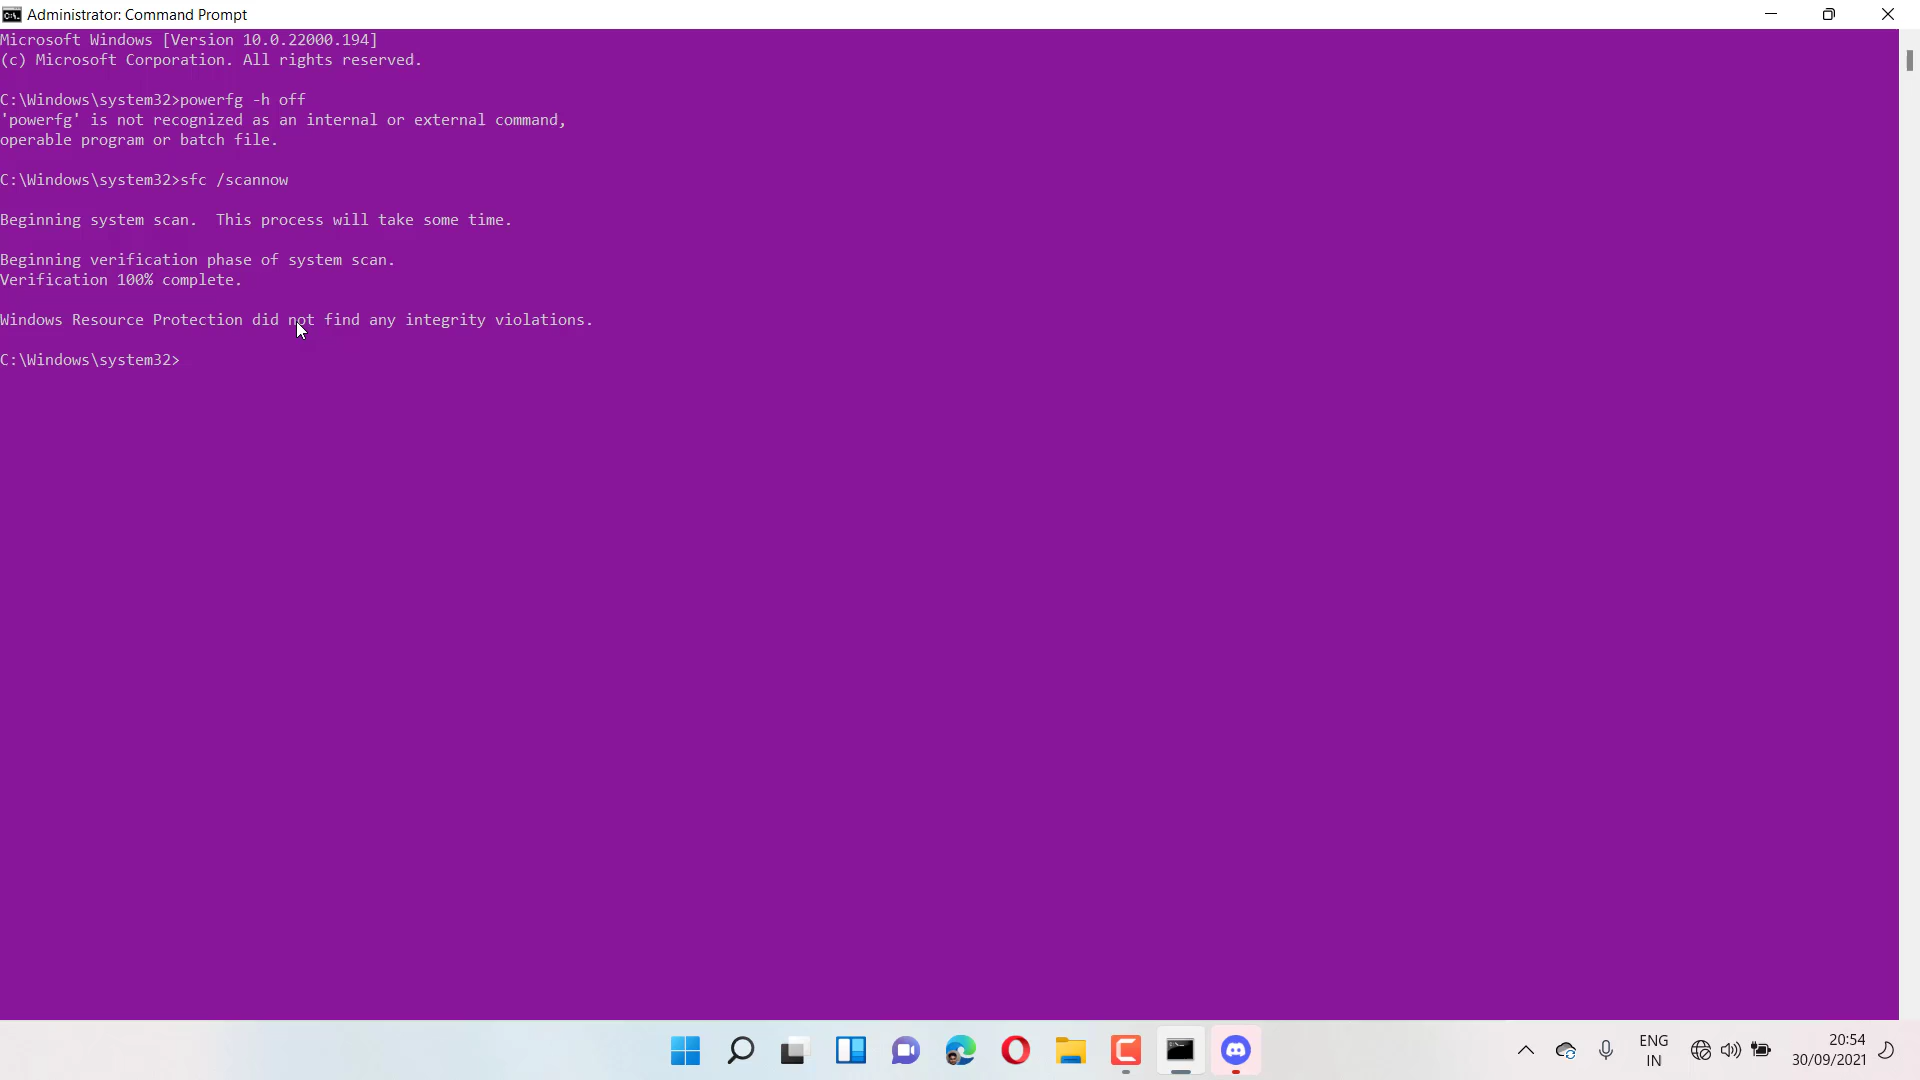 Administrator: Command Prompt
Microsoft Windows [Version 10.0.22000.194]
(c) Microsoft Corporation. All rights reserved.
C:\Windows\system32>powerfg -h off
'powerfg' is not recognized as an internal or external command,
operable program or batch file.
C:\Windows\system32>sfc /scannow
Beginning system scan.  This process will take some time.
Beginning verification phase of system scan.
Verification 100% complete.
Windows Resource Protection did not find any integrity violations.
C:\Windows\system32>
ENG
IN
20:54
30/09/2021